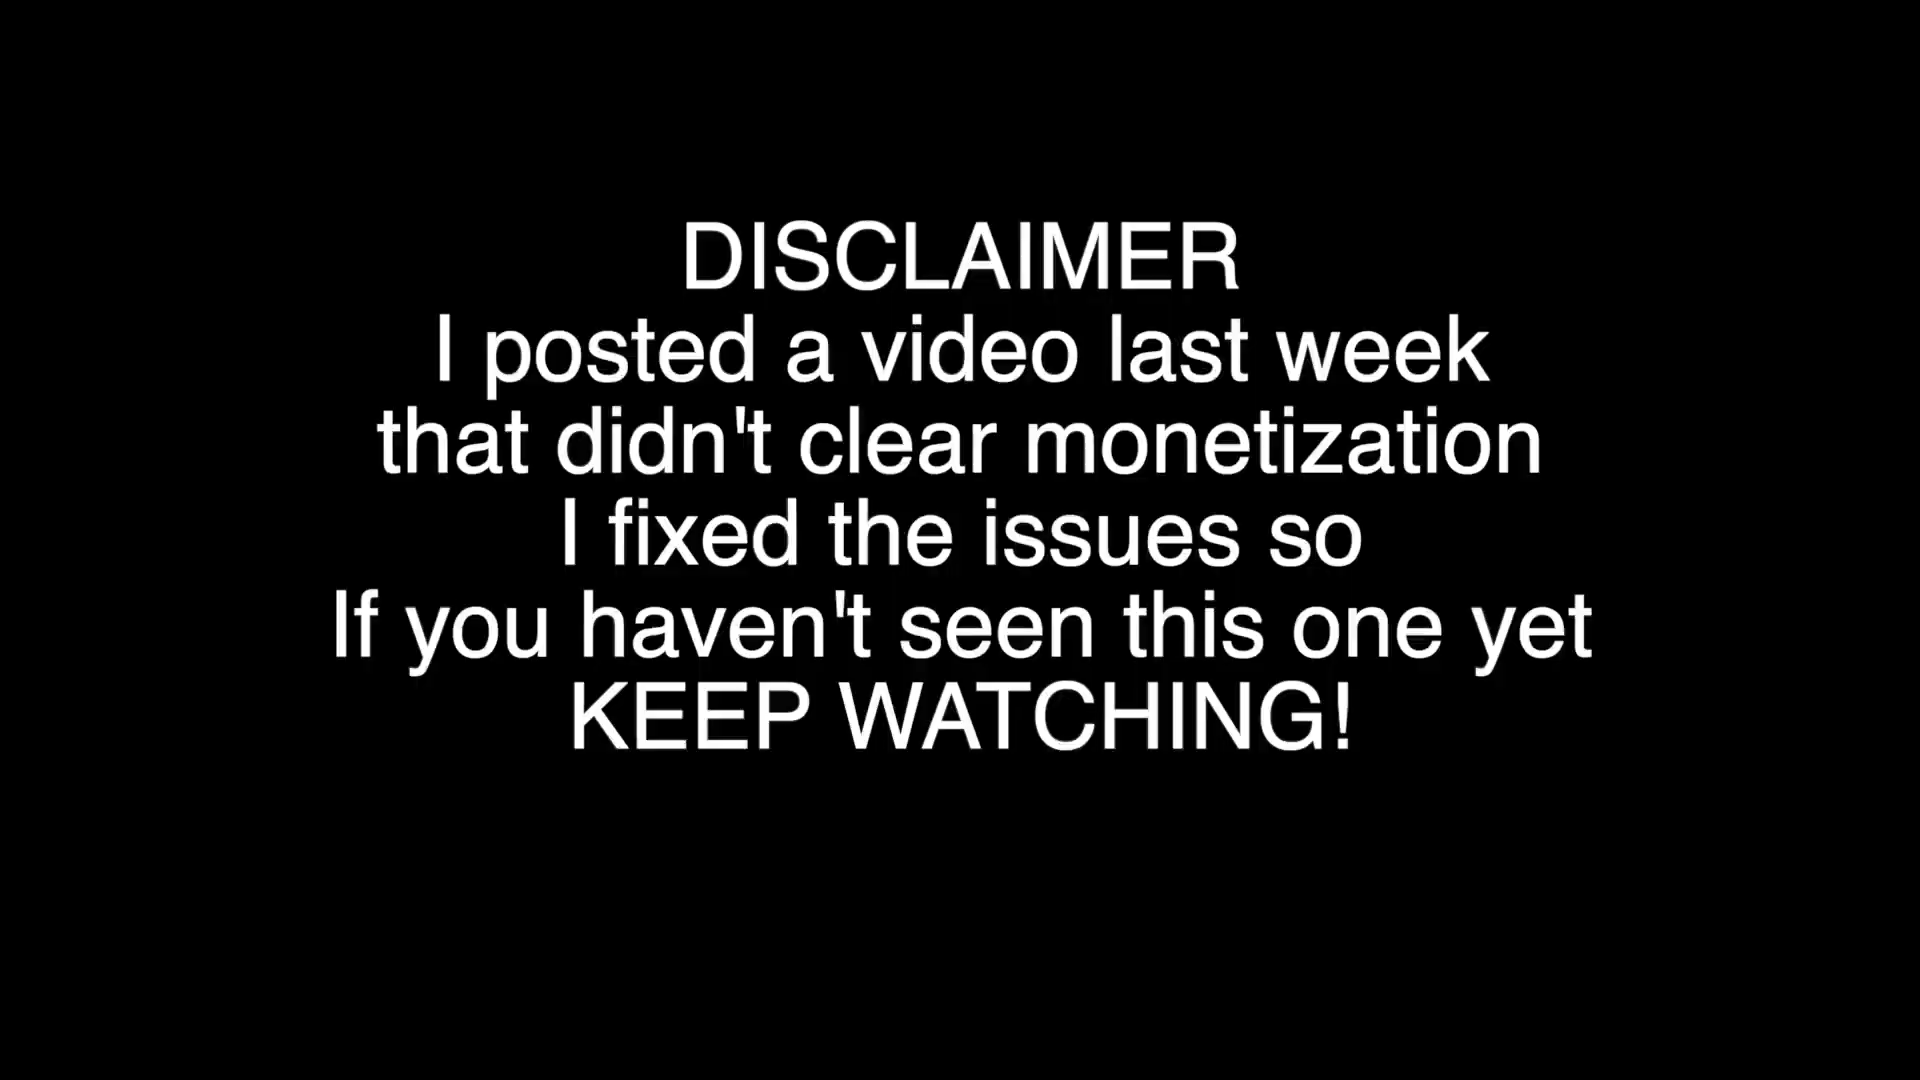 DISCLAIMER
I posted a video last week
that didn't clear monetization
I fixed the issues so
If you haven't seen this one yet
KEEP WATCHING!